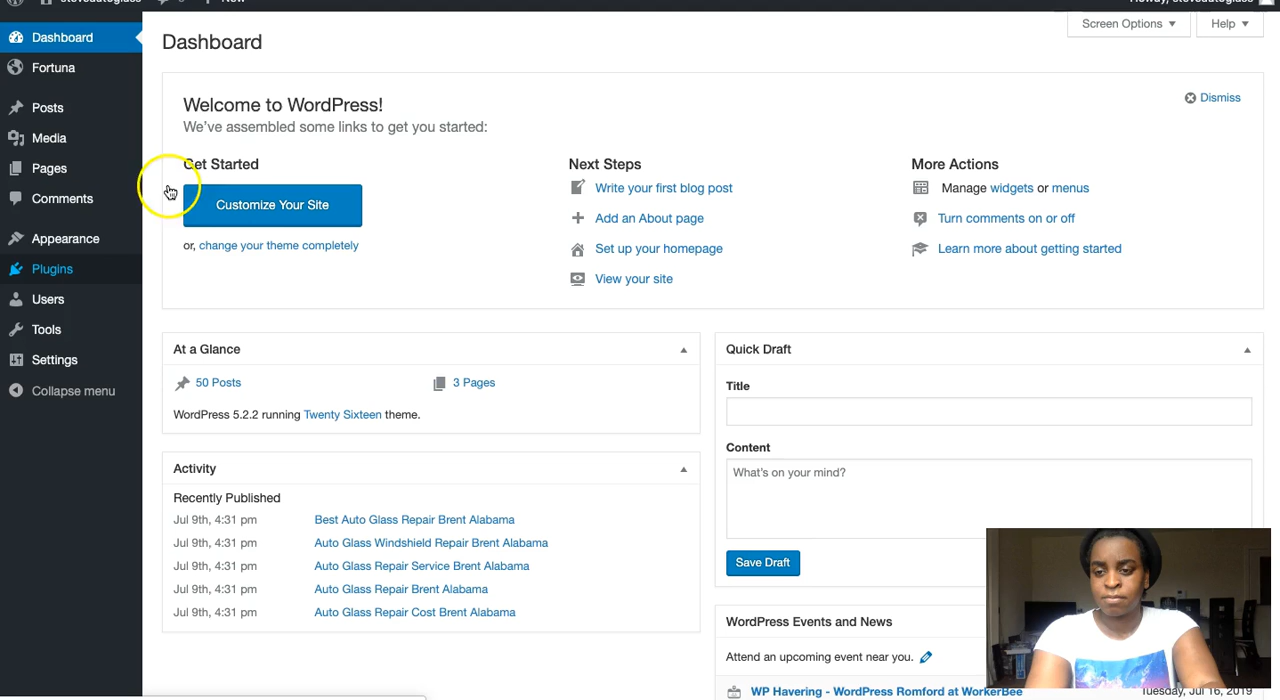 steveautoglass New Howdy, steveautoglass
Screen Options Help
Dashboard
Fortuna
Posts
Media
Pages
Comments
Appearance
Plugins
Users
Tools
Settings
Collapse menu
Dashboard
Welcome to WordPress!
Dismiss
We've assembled some links to get you started:
Get Started
Customize Your Site
or, change your theme completely
Next Steps
Write your first blog post
Add an About page
Set up your homepage
View your site
More Actions
Manage widgets or menus
Turn comments on or off
Learn more about getting started
At a Glance
50 Posts 3 Pages
WordPress 5.2.2 running Twenty Sixteen theme.
Activity
Recently Published
Jul 9th, 4:31 pm Best Auto Glass Repair Brent Alabama
Jul 9th, 4:31 pm Auto Glass Windshield Repair Brent Alabama
Jul 9th, 4:31 pm Auto Glass Repair Service Brent Alabama
Jul 9th, 4:31 pm Auto Glass Repair Brent Alabama
Jul 9th, 4:31 pm Auto Glass Repair Cost Brent Alabama
Quick Draft
Title
Content
What's on your mind?
Save Draft
WordPress Events and News
Attend an upcoming event near you.
WP Havering - WordPress Romford at WorkerBee
Tuesday, Jul 16, 2019